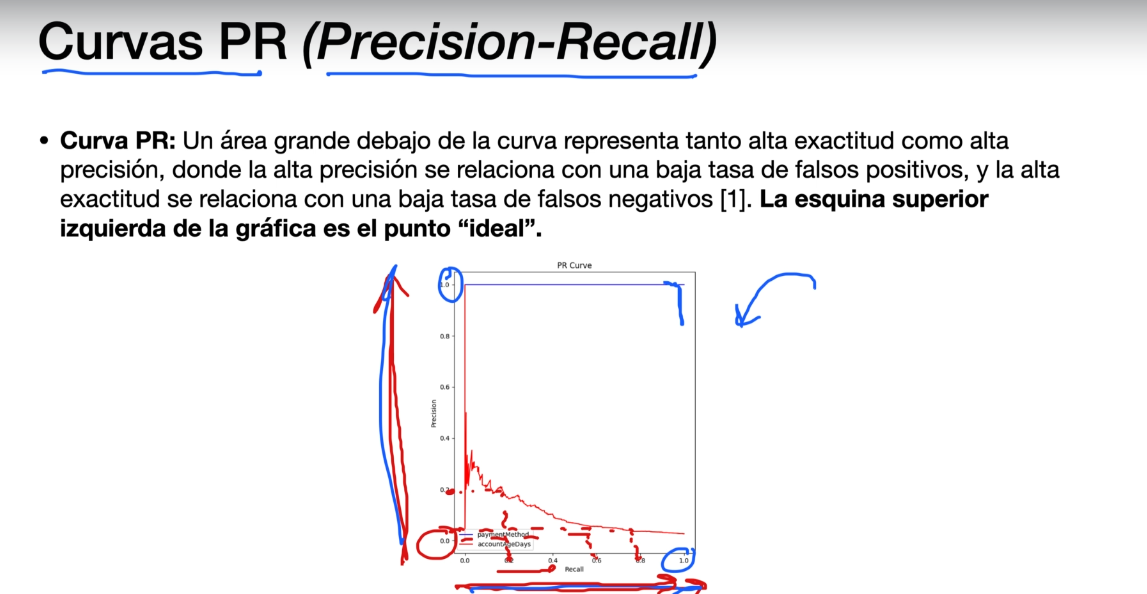 Curvas PR (Precision-Recall)
• Curva PR: Un área grande debajo de la curva representa tanto alta exactitud como alta
precisión, donde la alta precisión se relaciona con una baja tasa de falsos positivos, y la alta
exactitud se relaciona con una baja tasa de falsos negativos [1]. La esquina superior
izquierda de la gráfica es el punto “ideal”.
PR Curve
1.0
0.8
0.6
0.4
0.2
0.0
Precision
paymentMethod
accountAgeDays
0.0 0.2 0.4 0.6 0.8 1.0
Recall